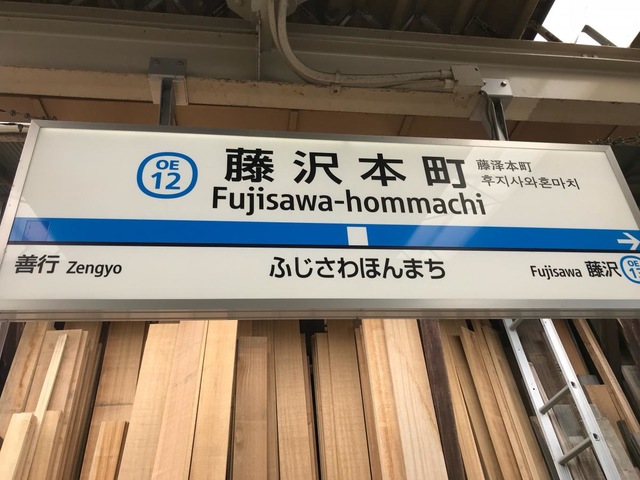 OE
12
藤沢本町
Fujisawa-hommachi
藤泽本町
후지사와혼마치
善行 Zengyo
ふじさわほんまち
Fujisawa 藤沢
OE